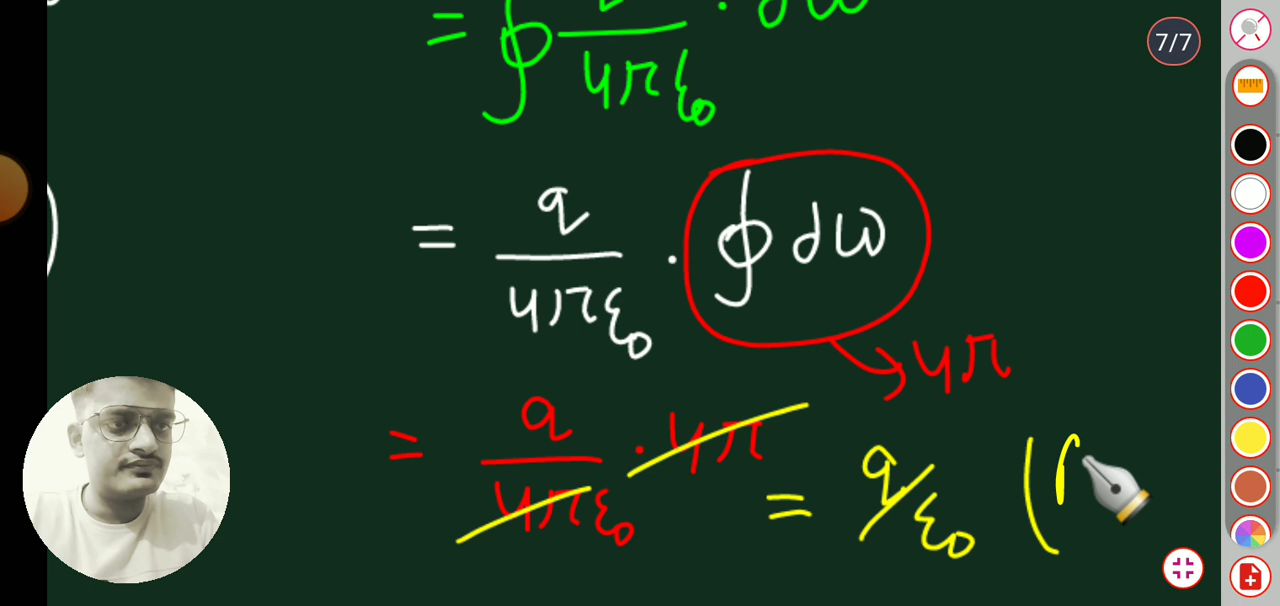 = ∮ q/4πε₀ · dω
7/7
= q/4πε₀ · ∮ dω
→ 4π
= q/4πε₀ · 4π = q/ε₀ (